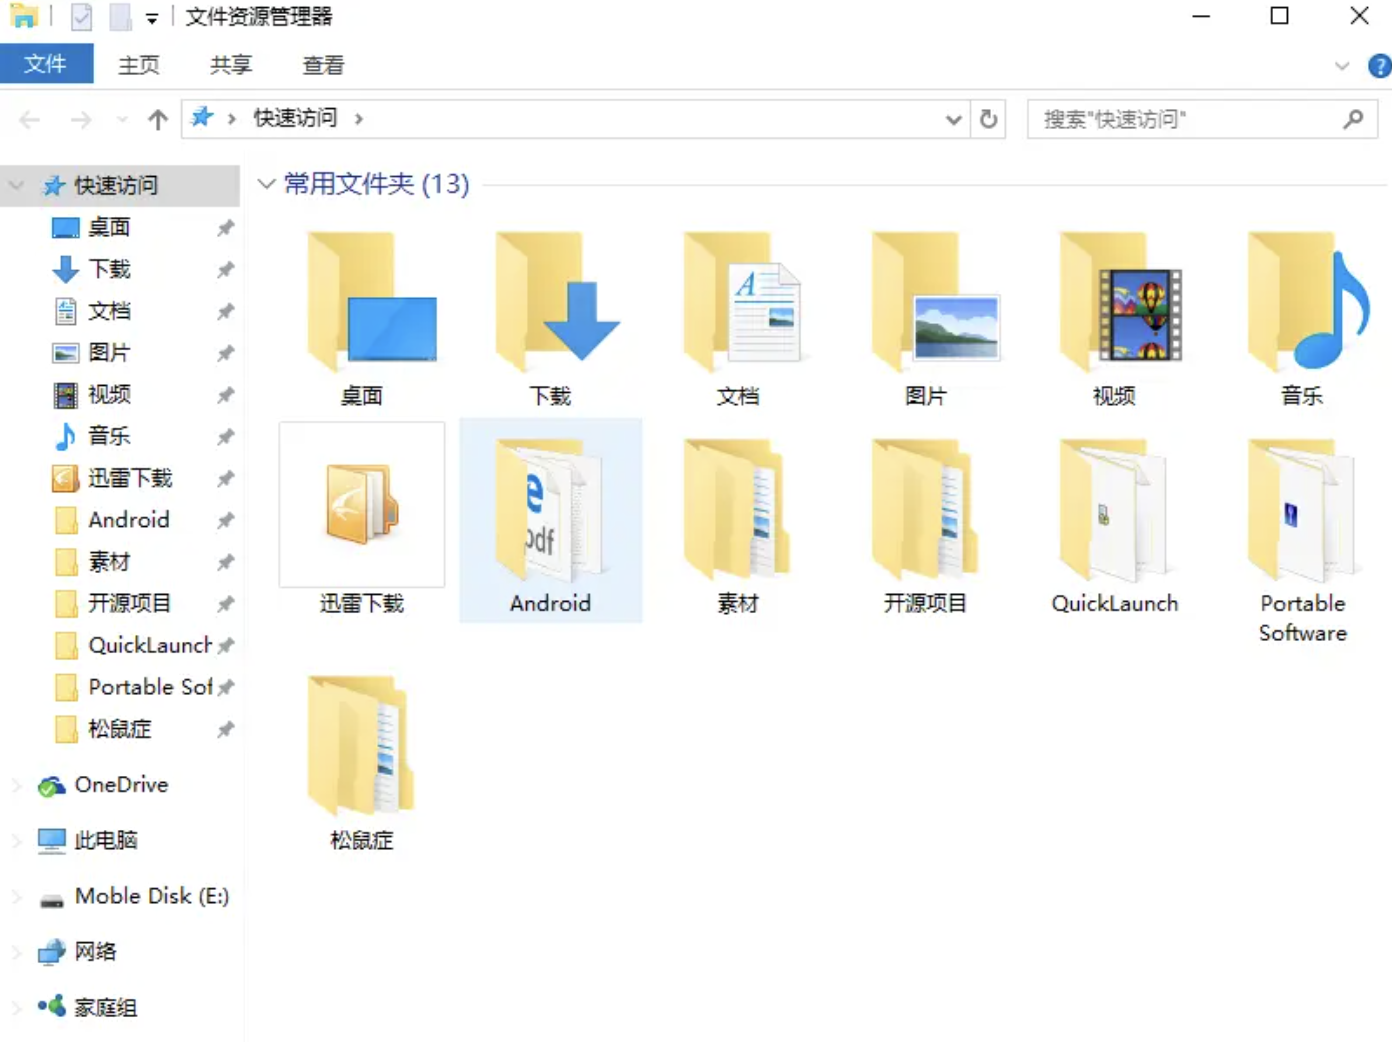 文件资源管理器
文件 主页 共享 查看
快速访问
搜索"快速访问"
快速访问
桌面
下载
文档
图片
视频
音乐
迅雷下载
Android
素材
开源项目
QuickLaunch
Portable Sof
松鼠症
OneDrive
此电脑
Moble Disk (E:)
网络
家庭组
常用文件夹 (13)
桌面 下载 文档 图片 视频 音乐
pdf
迅雷下载 Android 素材 开源项目 QuickLaunch Portable
Software
松鼠症